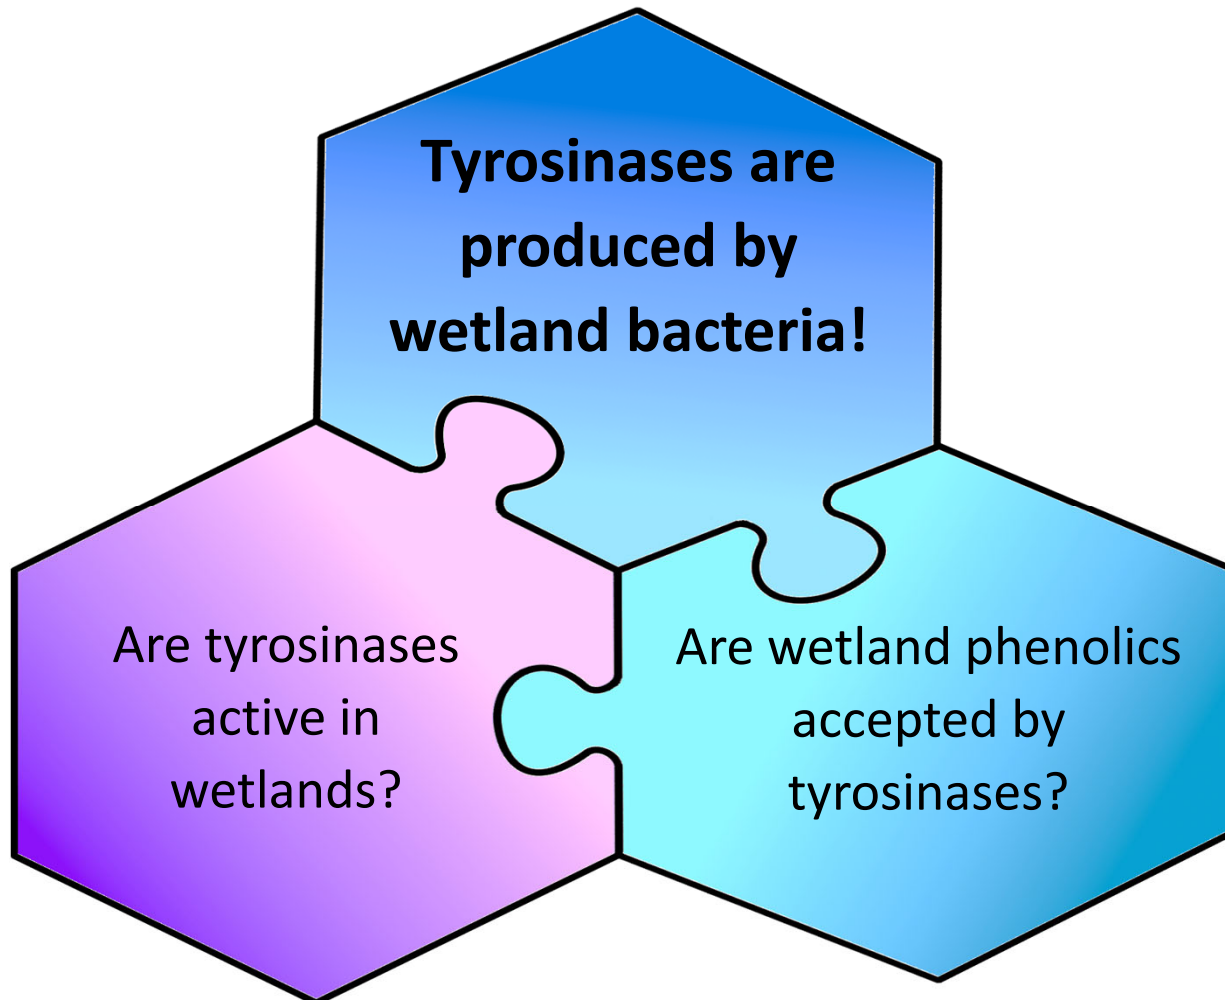 Tyrosinases are
produced by
wetland bacteria!
Are tyrosinases
active in
wetlands?
Are wetland phenolics
accepted by
tyrosinases?